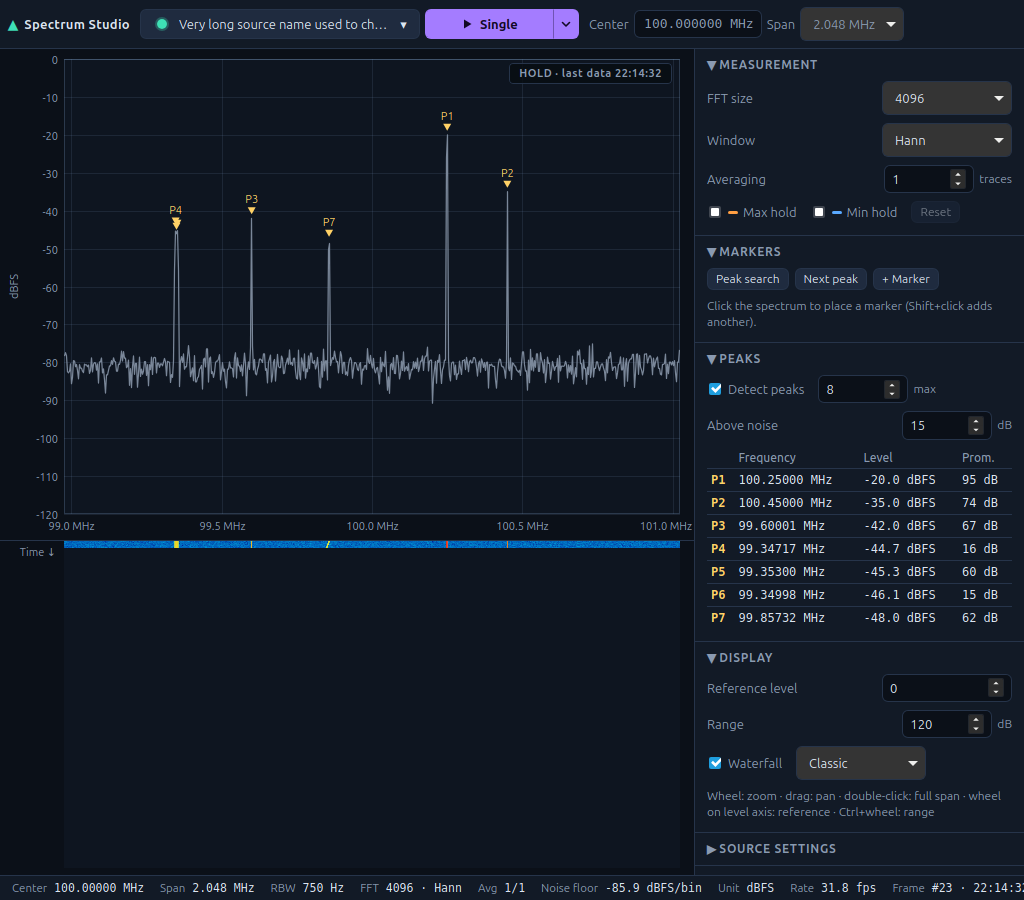 Spectrum Studio Very long source name used to ch... Single Center 100.000000 MHz Span 2.048 MHz
HOLD · last data 22:14:32
0
-10
-20
-30
-40
-50
-60
-70
-80
-90
-100
-110
-120
dBFS
P4
P3
P7
P1
P2
99.0 MHz 99.5 MHz 100.0 MHz 100.5 MHz 101.0 MHz
Time ↓
▼ MEASUREMENT
FFT size 4096
Window Hann
Averaging 1 traces
Max hold Min hold Reset
▼ MARKERS
Peak search Next peak + Marker
Click the spectrum to place a marker (Shift+click adds
another).
▼ PEAKS
Detect peaks 8 max
Above noise 15 dB
Frequency Level Prom.
P1 100.25000 MHz -20.0 dBFS 95 dB
P2 100.45000 MHz -35.0 dBFS 74 dB
P3 99.60001 MHz -42.0 dBFS 67 dB
P4 99.34717 MHz -44.7 dBFS 16 dB
P5 99.35300 MHz -45.3 dBFS 60 dB
P6 99.34998 MHz -46.1 dBFS 15 dB
P7 99.85732 MHz -48.0 dBFS 62 dB
▼ DISPLAY
Reference level 0
Range 120 dB
Waterfall Classic
Wheel: zoom · drag: pan · double-click: full span · wheel
on level axis: reference · Ctrl+wheel: range
▶ SOURCE SETTINGS
Center 100.00000 MHz Span 2.048 MHz RBW 750 Hz FFT 4096 · Hann Avg 1/1 Noise floor -85.9 dBFS/bin Unit dBFS Rate 31.8 fps Frame #23 · 22:14:32